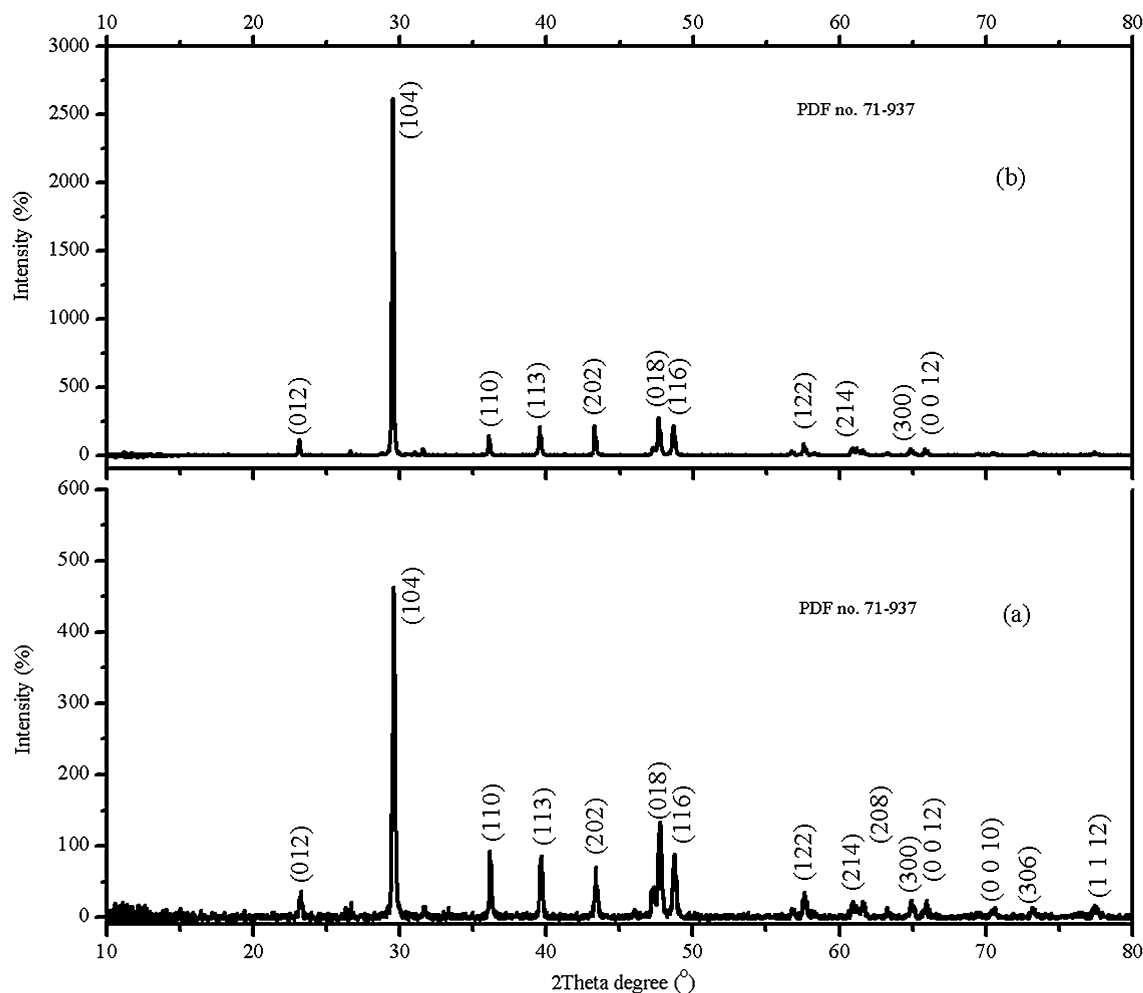 10 20 30 40 50 60 70 80
3000
2500
2000
1500
1000
500
0
Intensity (%)
PDF no. 71-937
(b)
(012)
(104)
(110)
(113)
(202)
(018)
(116)
(122)
(214)
(300)
(0 0 12)
600
500
400
300
200
100
0
Intensity (%)
PDF no. 71-937
(a)
(012)
(104)
(110)
(113)
(202)
(018)
(116)
(122)
(214)
(208)
(300)
(0 0 12)
(0 0 10)
(306)
(1 1 12)
10 20 30 40 50 60 70 80
2Theta degree (°)